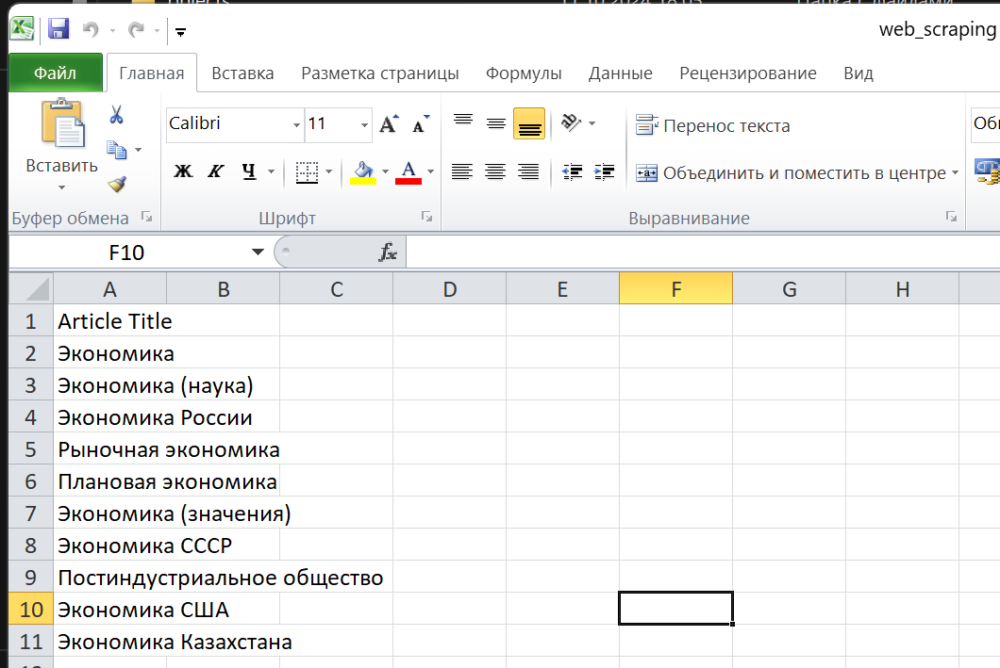 web_scraping
Файл Главная Вставка Разметка страницы Формулы Данные Рецензирование Вид
Calibri 11 Перенос текста
Вставить Ж К Ч А Объединить и поместить в центре
Буфер обмена Шрифт Выравнивание
F10 fx
A B C D E F G H
1 Article Title
2 Экономика
3 Экономика (наука)
4 Экономика России
5 Рыночная экономика
6 Плановая экономика
7 Экономика (значения)
8 Экономика СССР
9 Постиндустриальное общество
10 Экономика США
11 Экономика Казахстана